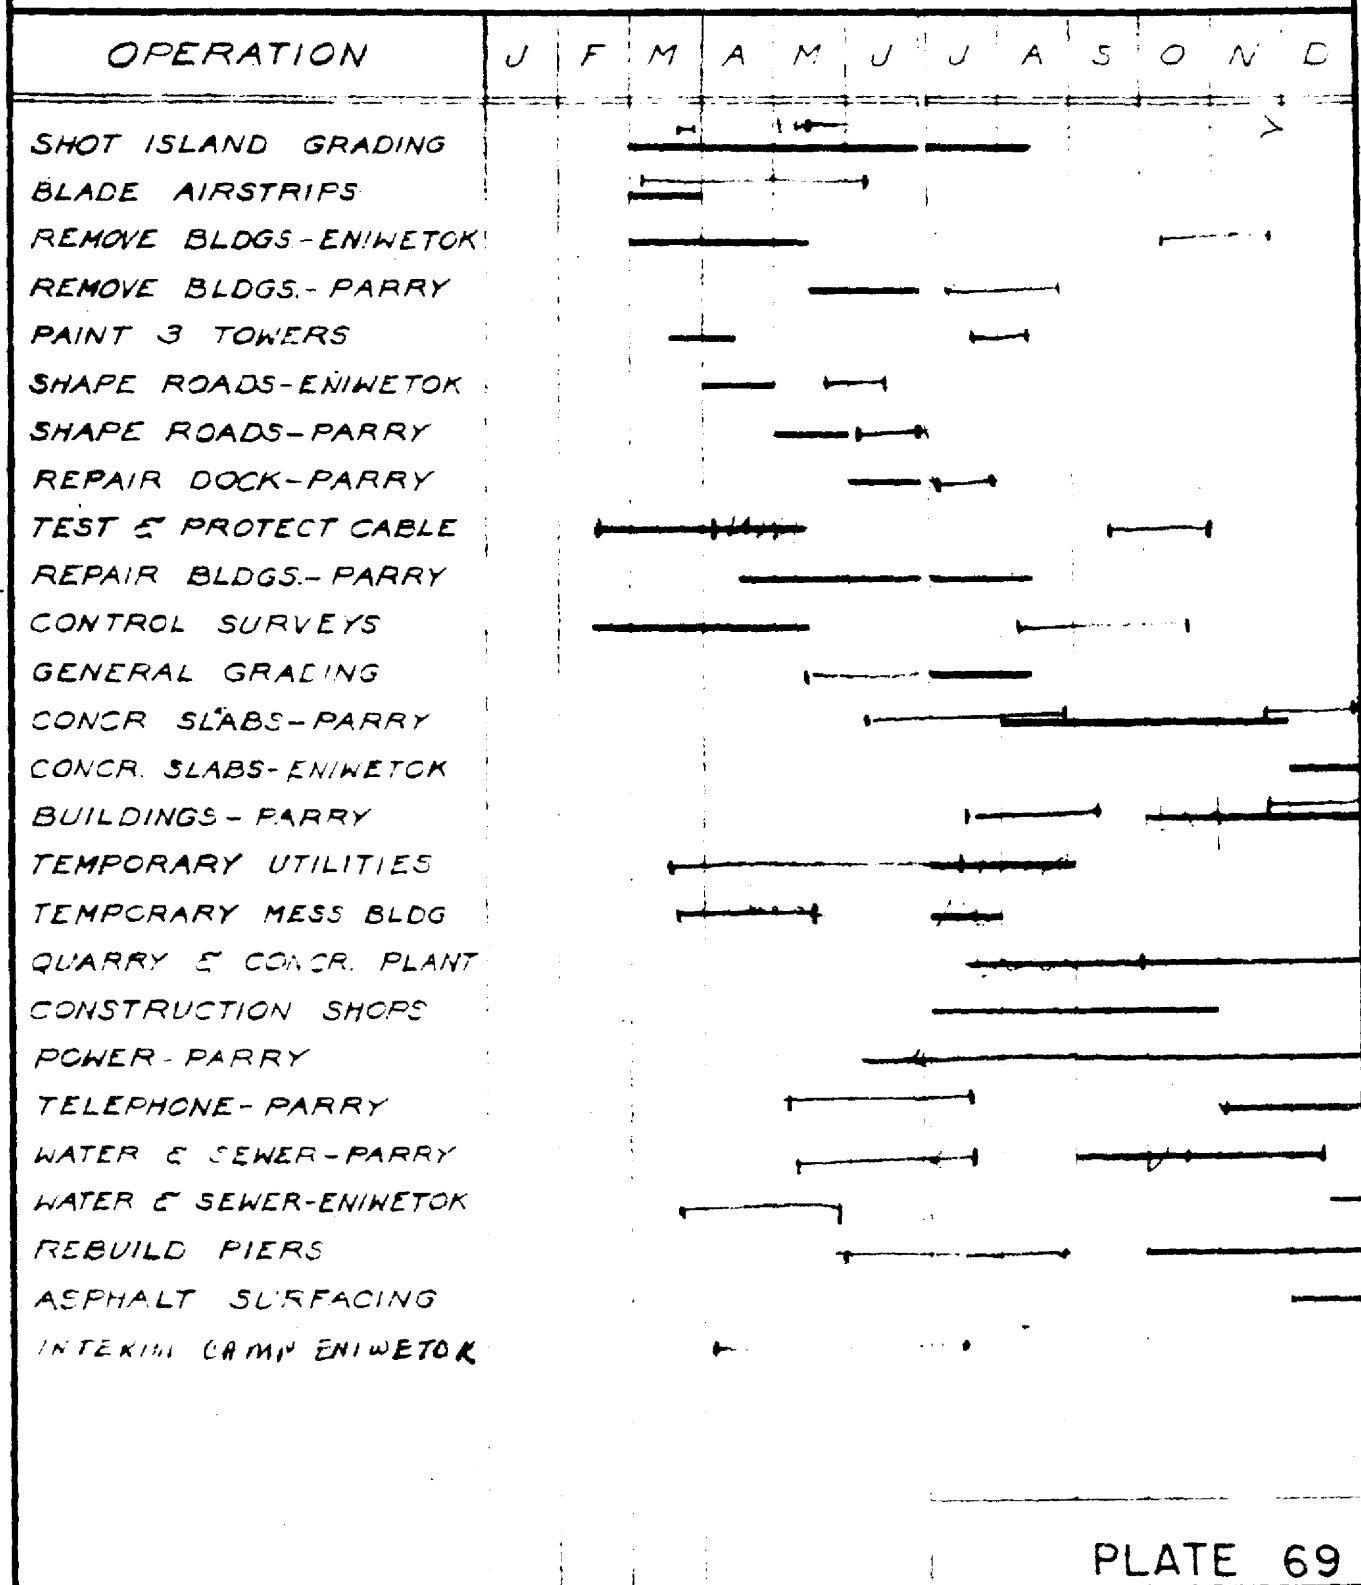 OPERATION J F M A M J J A S O N D
SHOT ISLAND GRADING
BLADE AIRSTRIPS
REMOVE BLDGS-ENIWETOK
REMOVE BLDGS.-PARRY
PAINT 3 TOWERS
SHAPE ROADS-ENIWETOK
SHAPE ROADS-PARRY
REPAIR DOCK-PARRY
TEST & PROTECT CABLE
REPAIR BLDGS.-PARRY
CONTROL SURVEYS
GENERAL GRADING
CONCR SLABS-PARRY
CONCR. SLABS-ENIWETOK
BUILDINGS-PARRY
TEMPORARY UTILITIES
TEMPORARY MESS BLDG
QUARRY & CONCR. PLANT
CONSTRUCTION SHOPS
POWER-PARRY
TELEPHONE-PARRY
WATER & SEWER-PARRY
WATER & SEWER-ENIWETOK
REBUILD PIERS
ASPHALT SURFACING
INTERIM CAMP ENIWETOK
PLATE 69